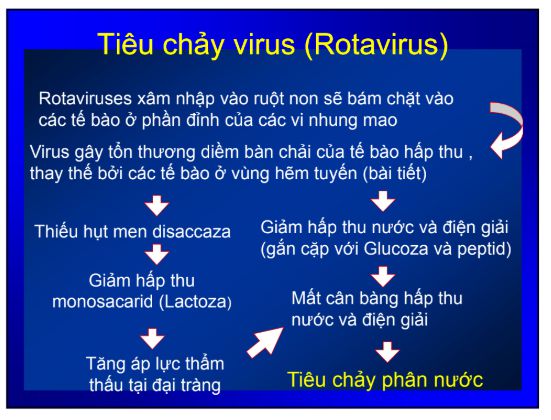 Tiêu chảy virus (Rotavirus)
Rotaviruses xâm nhập vào ruột non sẽ bám chặt vào
các tế bào ở phần đỉnh của các vi nhung mao
Virus gây tổn thương diềm bàn chải của tế bào hấp thu ,
thay thế bởi các tế bào ở vùng hẽm tuyến (bài tiết)
Thiếu hụt men disaccaza
Giảm hấp thu
monosacarid (Lactoza)
Tăng áp lực thẩm
thấu tại đại tràng
Giảm hấp thu nước và điện giải
(gắn cặp với Glucoza và peptid)
Mất cân bàng hấp thu
nước và điện giải
Tiêu chảy phân nước